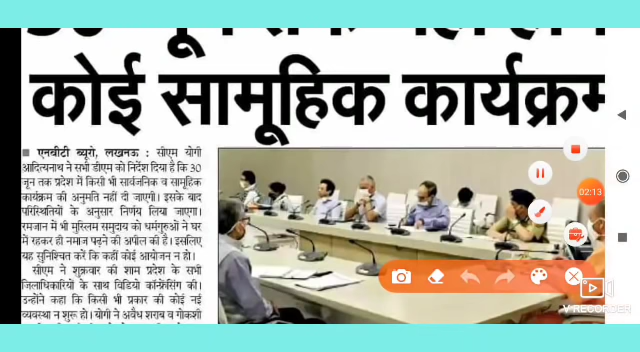 कोई सामूहिक कार्यक्रम
■ एनबीटी ब्यूरो, लखनऊ : सीएम योगी
आदित्यनाथ ने सभी डीएम को निर्देश दिया है कि 30
जून तक प्रदेश में किसी भी सार्वजनिक व सामूहिक
कार्यक्रम की अनुमति नहीं दी जाएगी। इसके बाद
परिस्थितियों के अनुसार निर्णय लिया जाएगा।
रमजान में भी मुस्लिम समुदाय को धर्मगुरुओं ने घर
में रहकर ही नमाज पढ़ने की अपील की है। इसलिए
यह सुनिश्चित करें कि कहीं कोई आयोजन न हो।
सीएम ने शुक्रवार की शाम प्रदेश के सभी
जिलाधिकारियों के साथ विडियो कॉन्फ्रेंसिंग की।
उन्होंने कहा कि किसी भी प्रकार की कोई नई
व्यवस्था न शुरू हो। योगी ने अवैध शराब व गोकशी
02:13
V RECORDER